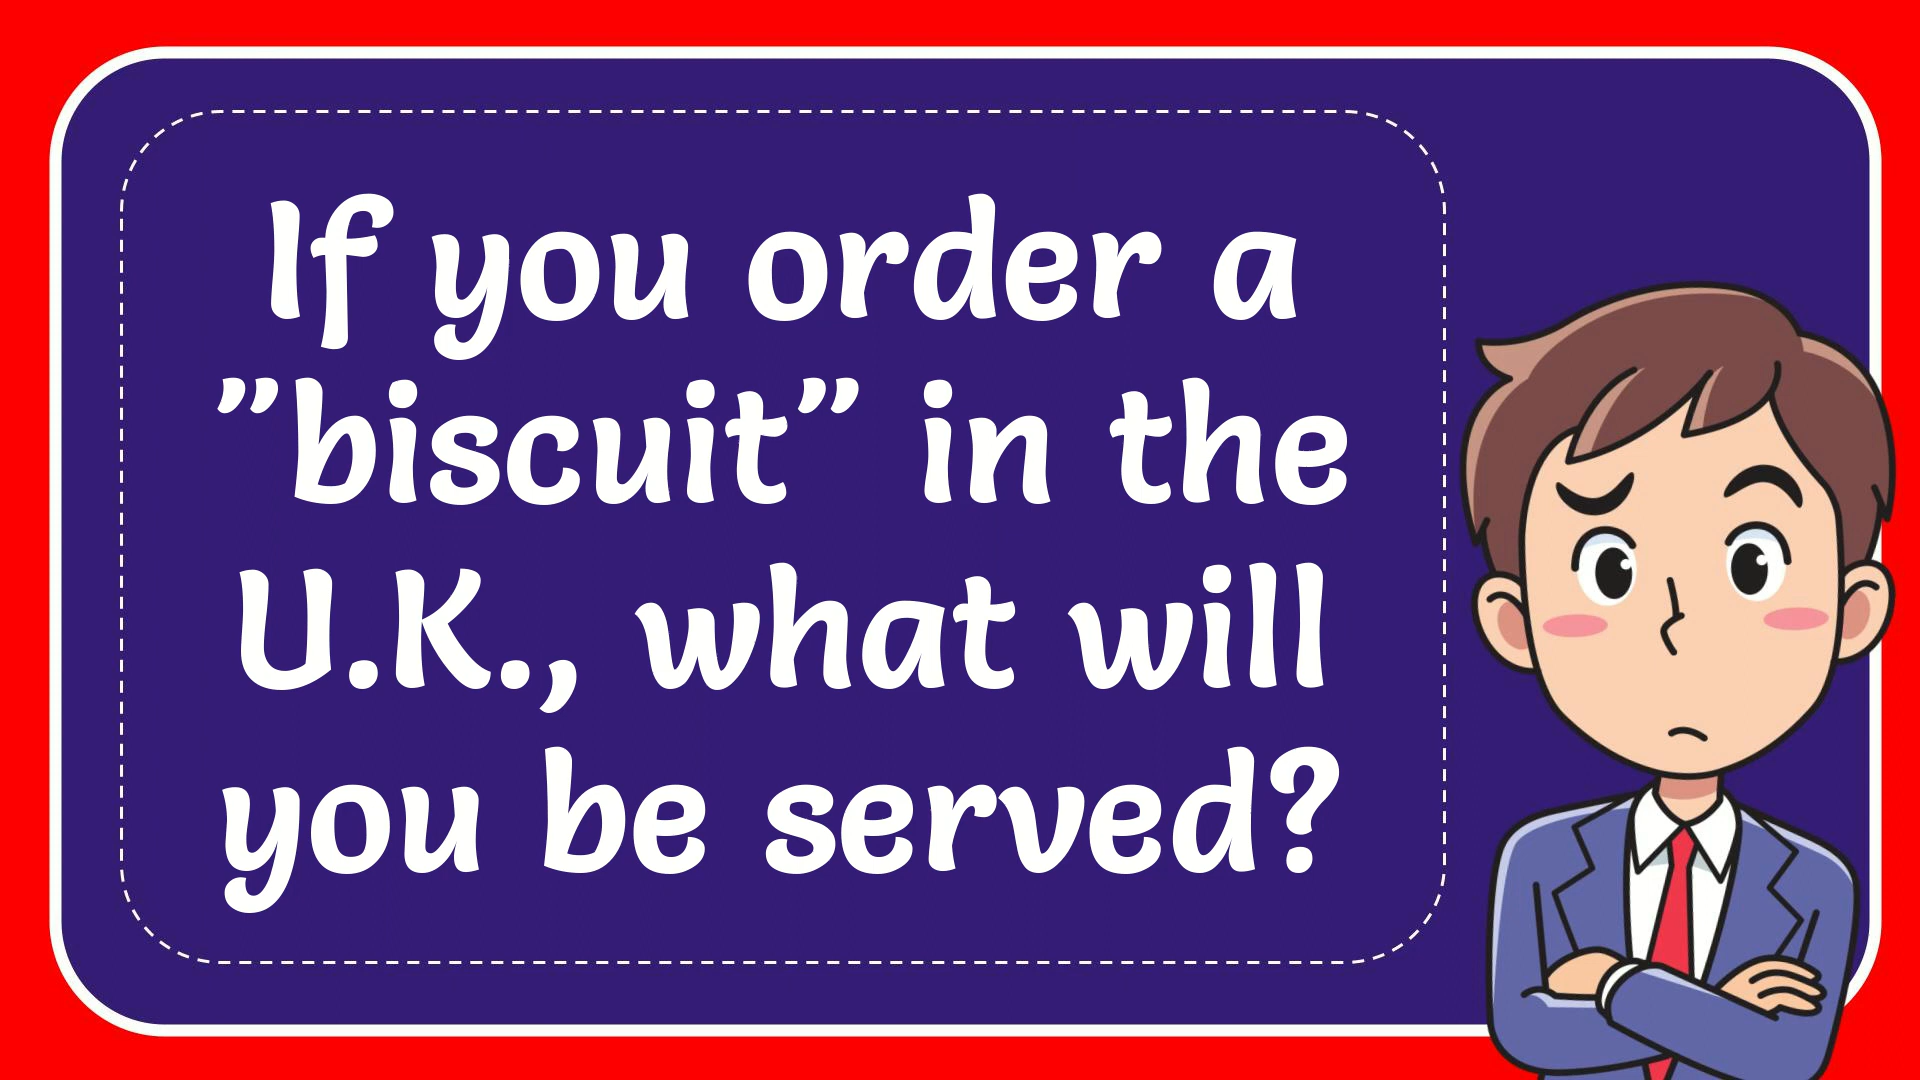 If you order a
"biscuit" in the
U.K., what will
you be served?